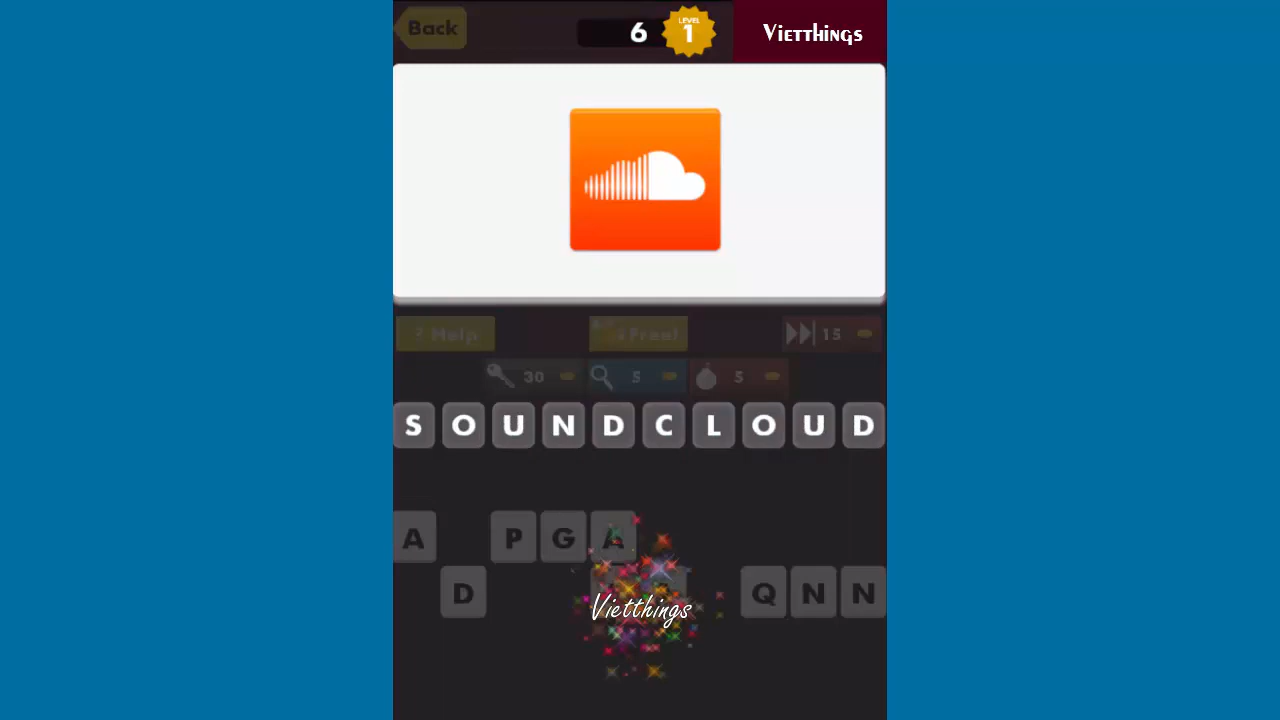 Back 6 LEVEL 1 Vietthings
? Help Free! 15
30 5 5
S O U N D C L O U D
A P G A
D Q N N
Vietthings